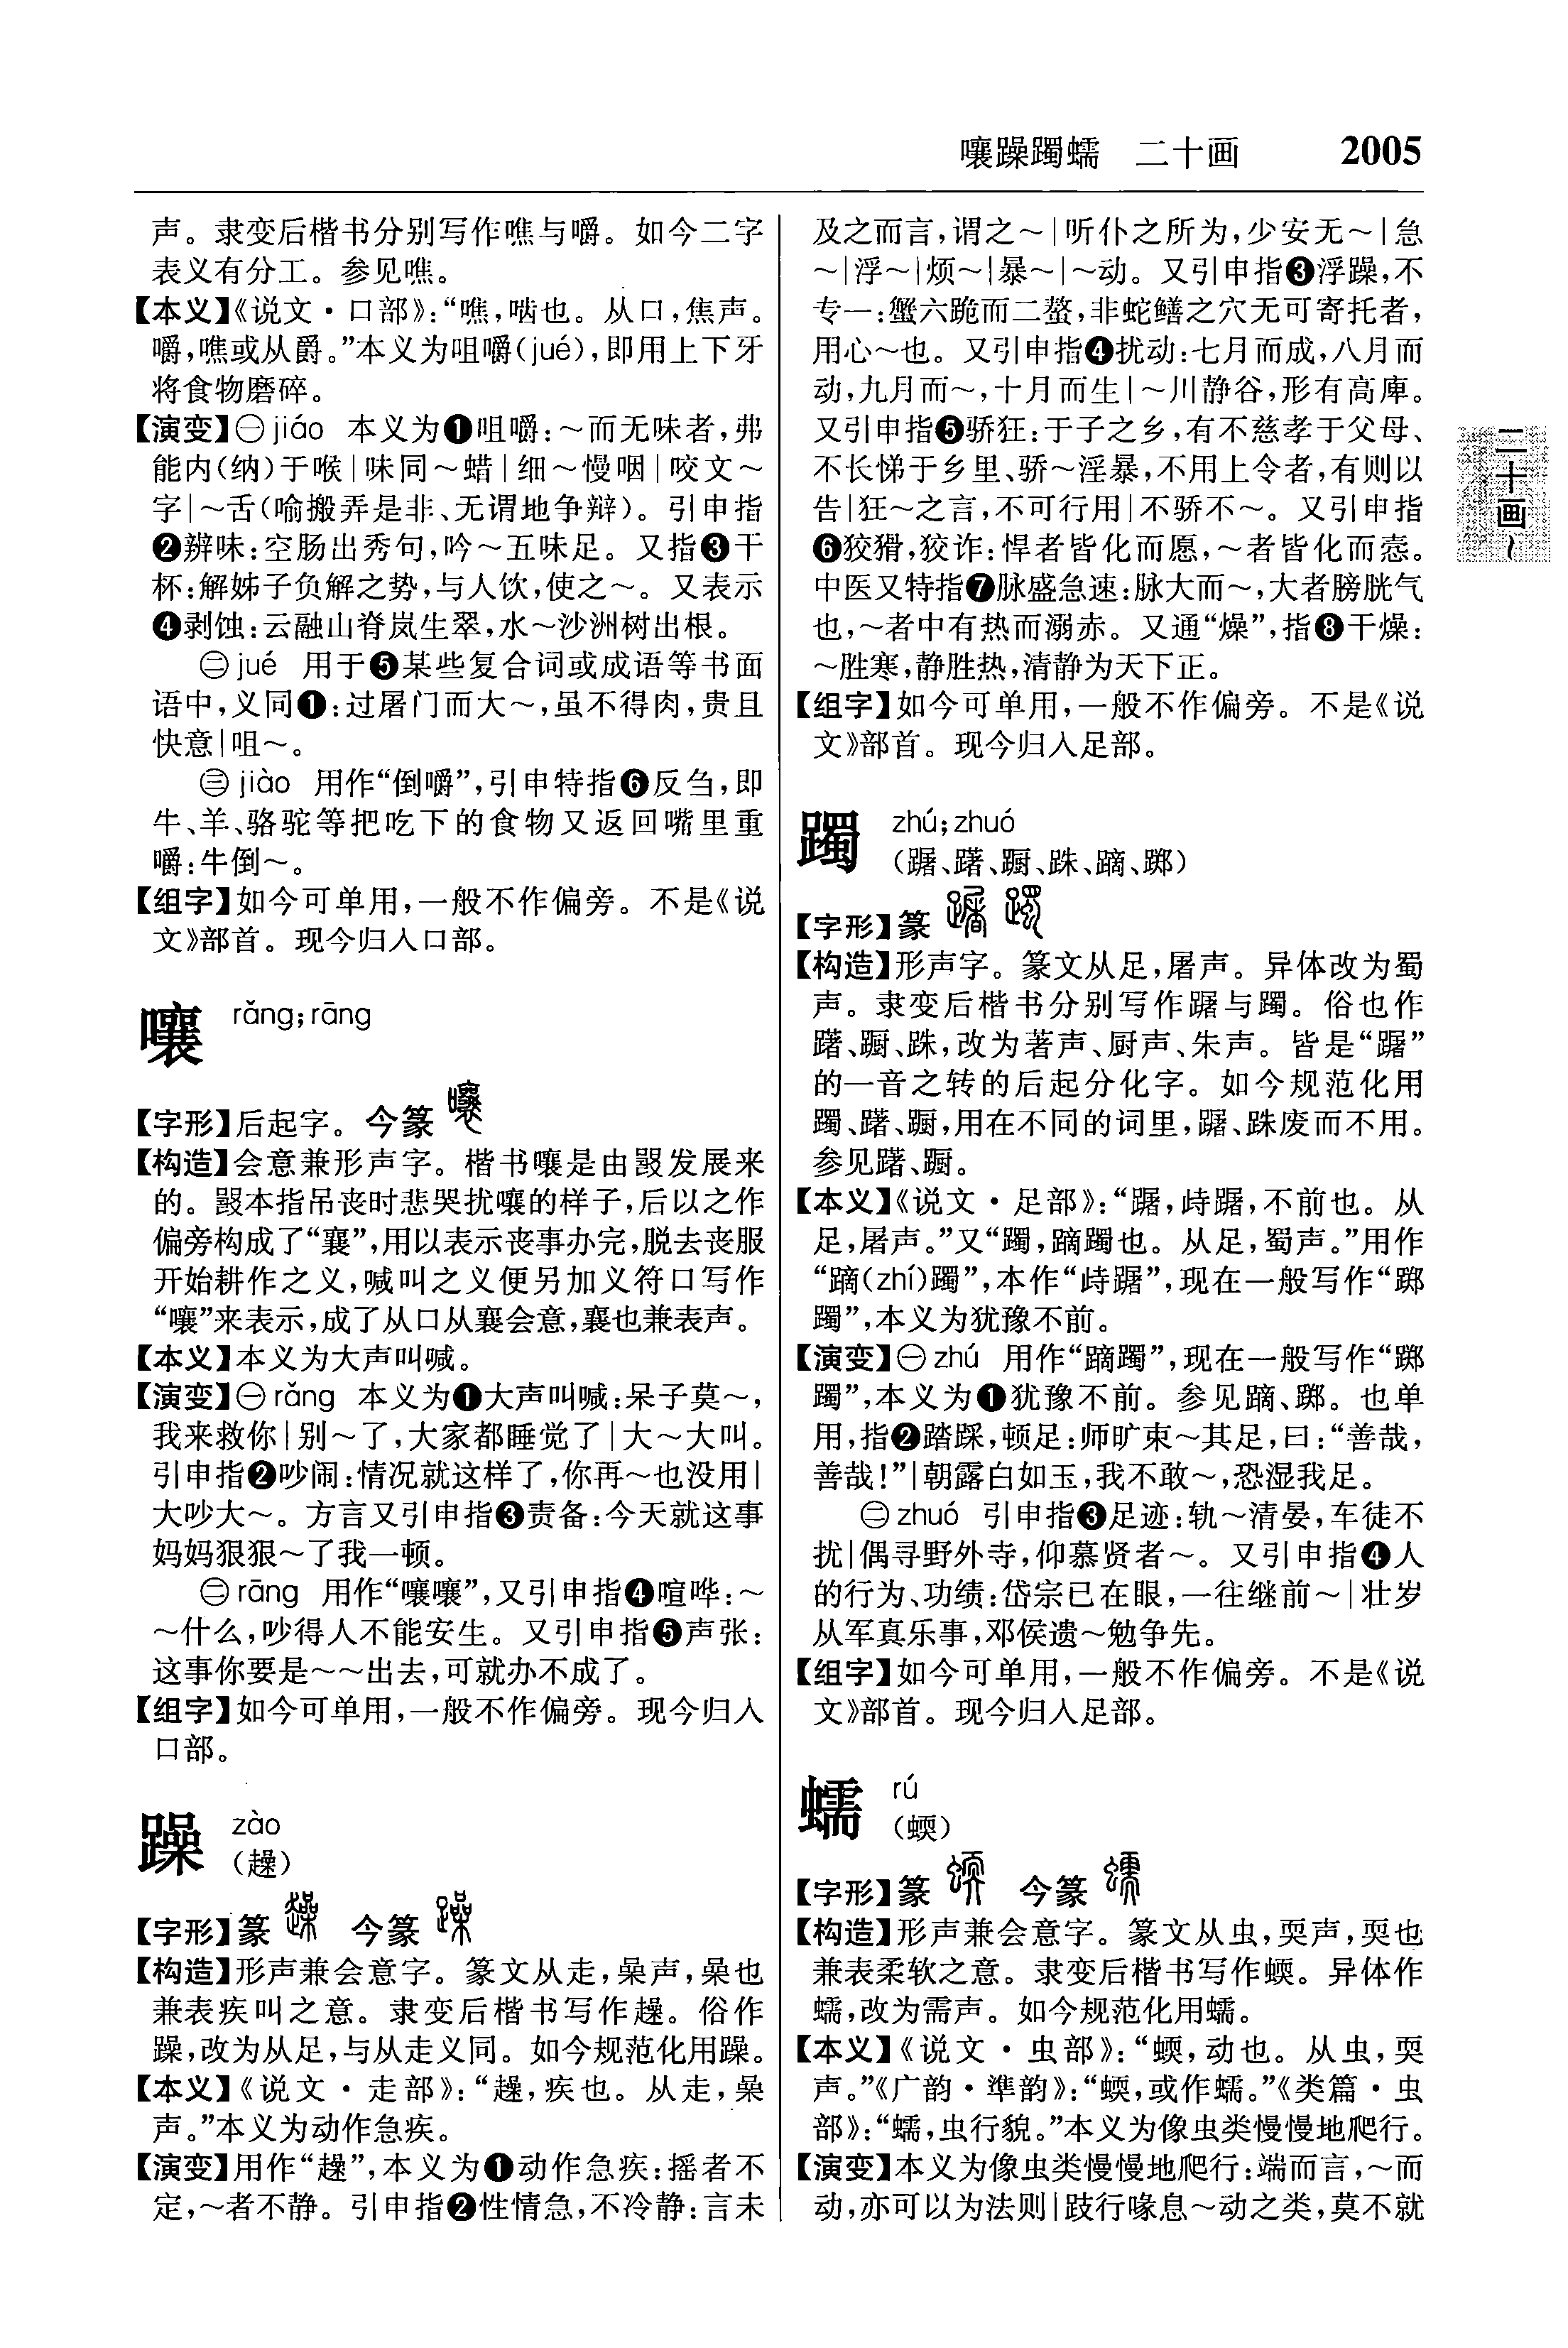 嚷躁躅蠕　二十画　2005
声。隶变后楷书分别写作噍与嚼。如今二字
表义有分工。参见噍。
【本义】《说文·口部》:“噍,啮也。从口,焦声。
嚼,噍或从爵。”本义为咀嚼(jué),即用上下牙
将食物磨碎。
【演变】㊀jiáo 本义为❶咀嚼:～而无味者,弗
能内(纳)于喉|味同～蜡|细～慢咽|咬文～
字|～舌(喻搬弄是非、无谓地争辩)。引申指
❷辨味:空肠出秀句,吟～五味足。又指❸干
杯:解姊子负解之势,与人饮,使之～。又表示
❹剥蚀:云融山脊岚生翠,水～沙洲树出根。
㊁jué 用于❺某些复合词或成语等书面
语中,义同❶:过屠门而大～,虽不得肉,贵且
快意|咀～。
㊂jiào 用作“倒嚼”,引申特指❻反刍,即
牛、羊、骆驼等把吃下的食物又返回嘴里重
嚼:牛倒～。
【组字】如今可单用,一般不作偏旁。不是《说
文》部首。现今归入口部。
嚷 rǎng;rāng
【字形】后起字。今篆
【构造】会意兼形声字。楷书嚷是由㗊发展来
的。本指吊丧时悲哭扰嚷的样子,后以之作
偏旁构成了“襄”,用以表示丧事办完,脱去丧服
开始耕作之义,喊叫之义便另加义符口写作
“嚷”来表示,成了从口从襄会意,襄也兼表声。
【本义】本义为大声叫喊。
【演变】㊀rǎng 本义为❶大声叫喊:呆子莫～,
我来救你|别～了,大家都睡觉了|大～大叫。
引申指❷吵闹:情况就这样了,你再～也没用|
大吵大～。方言又引申指❸责备:今天就这事
妈妈狠狠～了我一顿。
㊁rāng 用作“嚷嚷”,又引申指❹喧哗:～
～什么,吵得人不能安生。又引申指❺声张:
这事你要是～～出去,可就办不成了。
【组字】如今可单用,一般不作偏旁。现今归入
口部。
躁 zào
(趮)
【字形】篆 今篆
【构造】形声兼会意字。篆文从走,喿声,喿也
兼表疾叫之意。隶变后楷书写作趮。俗作
躁,改为从足,与从走义同。如今规范化用躁。
【本义】《说文·走部》:“趮,疾也。从走,喿
声。”本义为动作急疾。
【演变】用作“趮”,本义为❶动作急疾:摇者不
定,～者不静。引申指❷性情急,不冷静:言未
及之而言,谓之～|听仆之所为,少安无～|急
～|浮～|烦～|暴～|～动。又引申指❸浮躁,不
专一:蟹六跪而二螯,非蛇鳝之穴无可寄托者,
用心～也。又引申指❹扰动:七月而成,八月而
动,九月而～,十月而生|～川静谷,形有高庳。
又引申指❺骄狂:于子之乡,有不慈孝于父母、
不长悌于乡里、骄～淫暴,不用上令者,有则以
告|狂～之言,不可行用|不骄不～。又引申指
❻狡猾,狡诈:悍者皆化而愿,～者皆化而悫。
中医又特指❼脉盛急速:脉大而～,大者膀胱气
也,～者中有热而溺赤。又通“燥”,指❽干燥:
～胜寒,静胜热,清静为天下正。
【组字】如今可单用,一般不作偏旁。不是《说
文》部首。现今归入足部。
躅 zhú;zhuó
(䠧、躇、蹰、跦、蹢、踯)
【字形】篆
【构造】形声字。篆文从足,屠声。异体改为蜀
声。隶变后楷书分别写作䠧与躅。俗也作
躇、蹰、跦,改为著声、厨声、朱声。皆是“䠧”
的一音之转的后起分化字。如今规范化用
躅、躇、蹰,用在不同的词里,䠧、跦废而不用。
参见躇、蹰。
【本义】《说文·足部》:“䠧,峙䠧,不前也。从
足,屠声。”又“躅,蹢躅也。从足,蜀声。”用作
“蹢(zhí)躅”,本作“峙䠧”,现在一般写作“踯
躅”,本义为犹豫不前。
【演变】㊀zhú 用作“蹢躅”,现在一般写作“踯
躅”,本义为❶犹豫不前。参见蹢、踯。也单
用,指❷踏踩,顿足:师旷束～其足,曰:“善哉,
善哉!”|朝露白如玉,我不敢～,恐湿我足。
㊁zhuó 引申指❸足迹:轨～清晏,车徒不
扰|偶寻野外寺,仰慕贤者～。又引申指❹人
的行为、功绩:岱宗已在眼,一往继前～|壮岁
从军真乐事,邓侯遗～勉争先。
【组字】如今可单用,一般不作偏旁。不是《说
文》部首。现今归入足部。
蠕 rú
(蝡)
【字形】篆 今篆
【构造】形声兼会意字。篆文从虫,耎声,耎也
兼表柔软之意。隶变后楷书写作蝡。异体作
蠕,改为需声。如今规范化用蠕。
【本义】《说文·虫部》:“蝡,动也。从虫,耎
声。”《广韵·準韵》:“蝡,或作蠕。”《类篇·虫
部》:“蠕,虫行貌。”本义为像虫类慢慢地爬行。
【演变】本义为像虫类慢慢地爬行:端而言,～而
动,亦可以为法则|跂行喙息～动之类,莫不就
二十画～